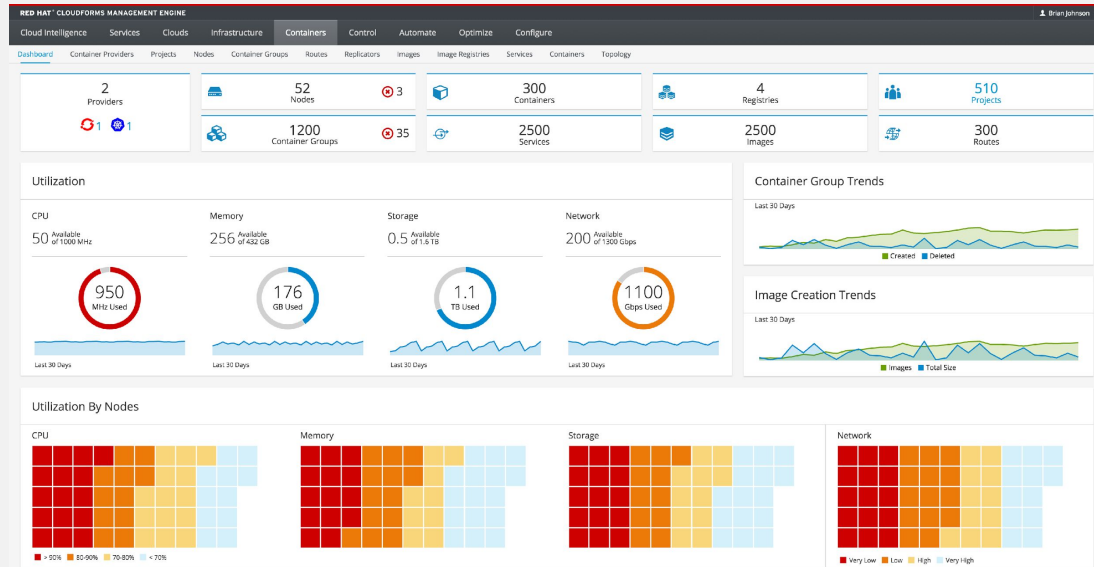 RED HAT® CLOUDFORMS MANAGEMENT ENGINE
Brian Johnson
Cloud Intelligence Services Clouds Infrastructure Containers Control Automate Optimize Configure
Dashboard Container Providers Projects Nodes Container Groups Routes Replicators Images Image Registries Services Containers Topology
2
Providers
1 1
52
Nodes
3
300
Containers
4
Registries
510
Projects
1200
Container Groups
35
2500
Services
2500
Images
300
Routes
Utilization
CPU
50 Available of 1000 MHz
950
MHz Used
Last 30 Days
Memory
256 Available of 432 GB
176
GB Used
Last 30 Days
Storage
0.5 Available of 1.6 TB
1.1
TB Used
Last 30 Days
Network
200 Available of 1300 Gbps
1100
Gbps Used
Last 30 Days
Container Group Trends
Last 30 Days
Created Deleted
Image Creation Trends
Last 30 Days
Images Total Size
Utilization By Nodes
CPU
Memory
Storage
Network
> 90% 80-90% 70-80% < 70%
Very Low Low High Very High